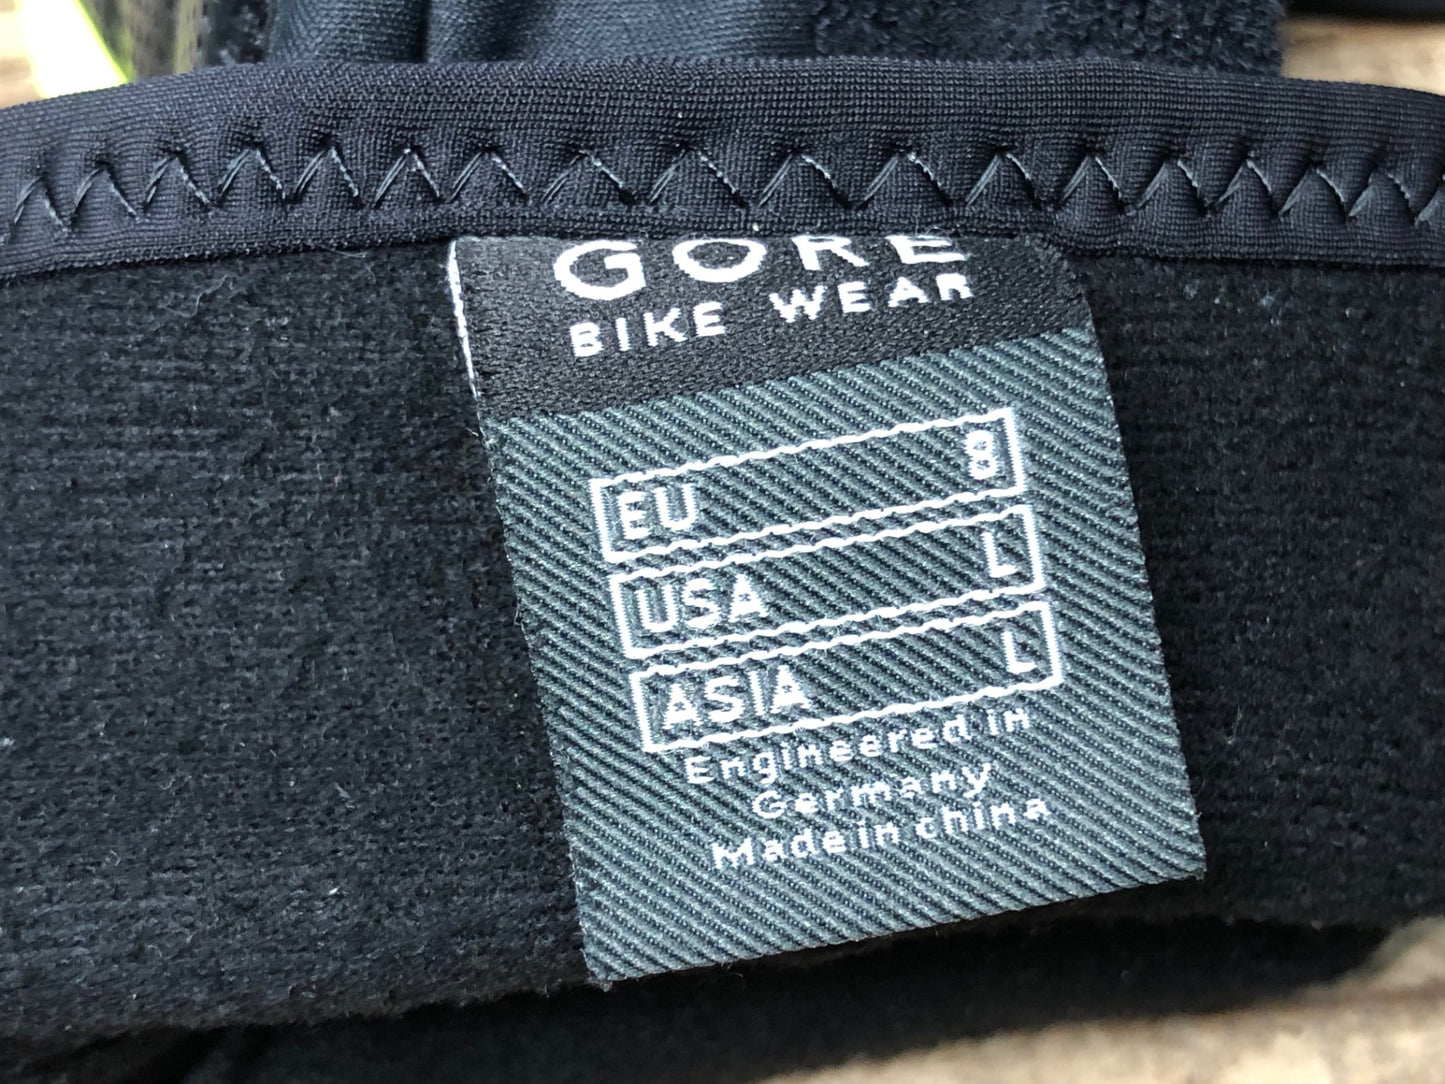 GORE
BIKE WEAR
EU 8
USA L
ASIA L
Engineered in
Germany
Made in china